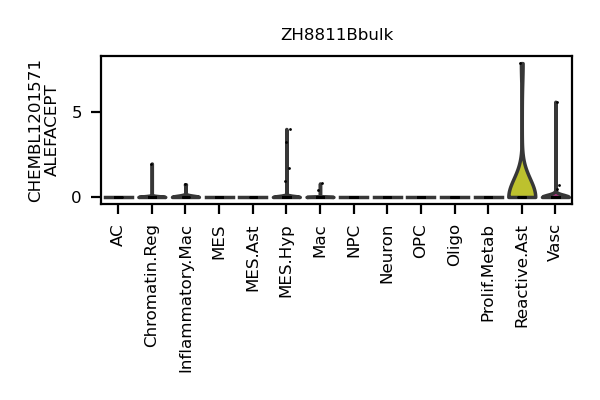 ZH8811Bbulk
CHEMBL1201571
ALEFACEPT
5
0
AC
Chromatin.Reg
Inflammatory.Mac
MES
MES.Ast
MES.Hyp
Mac
NPC
Neuron
OPC
Oligo
Prolif.Metab
Reactive.Ast
Vasc